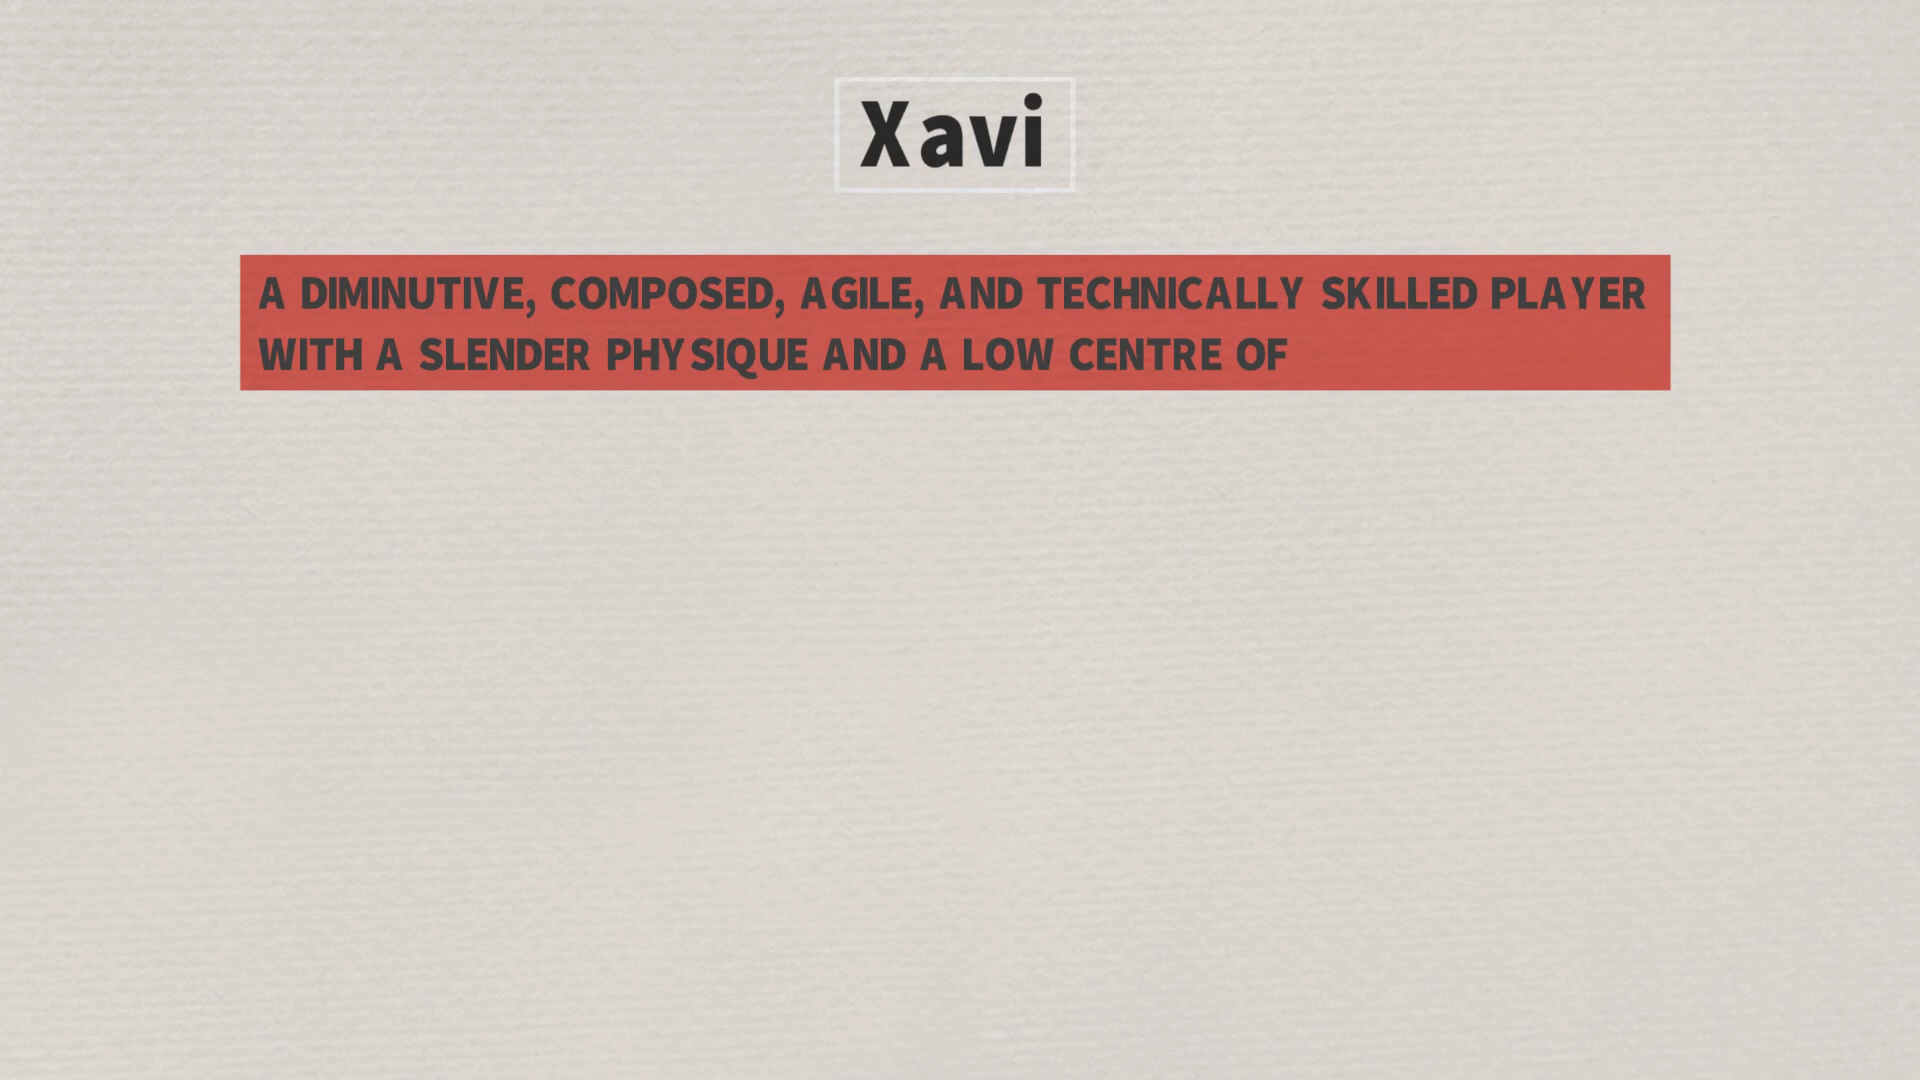 Xavi
A DIMINUTIVE, COMPOSED, AGILE, AND TECHNICALLY SKILLED PLAYER
WITH A SLENDER PHYSIQUE AND A LOW CENTRE OF